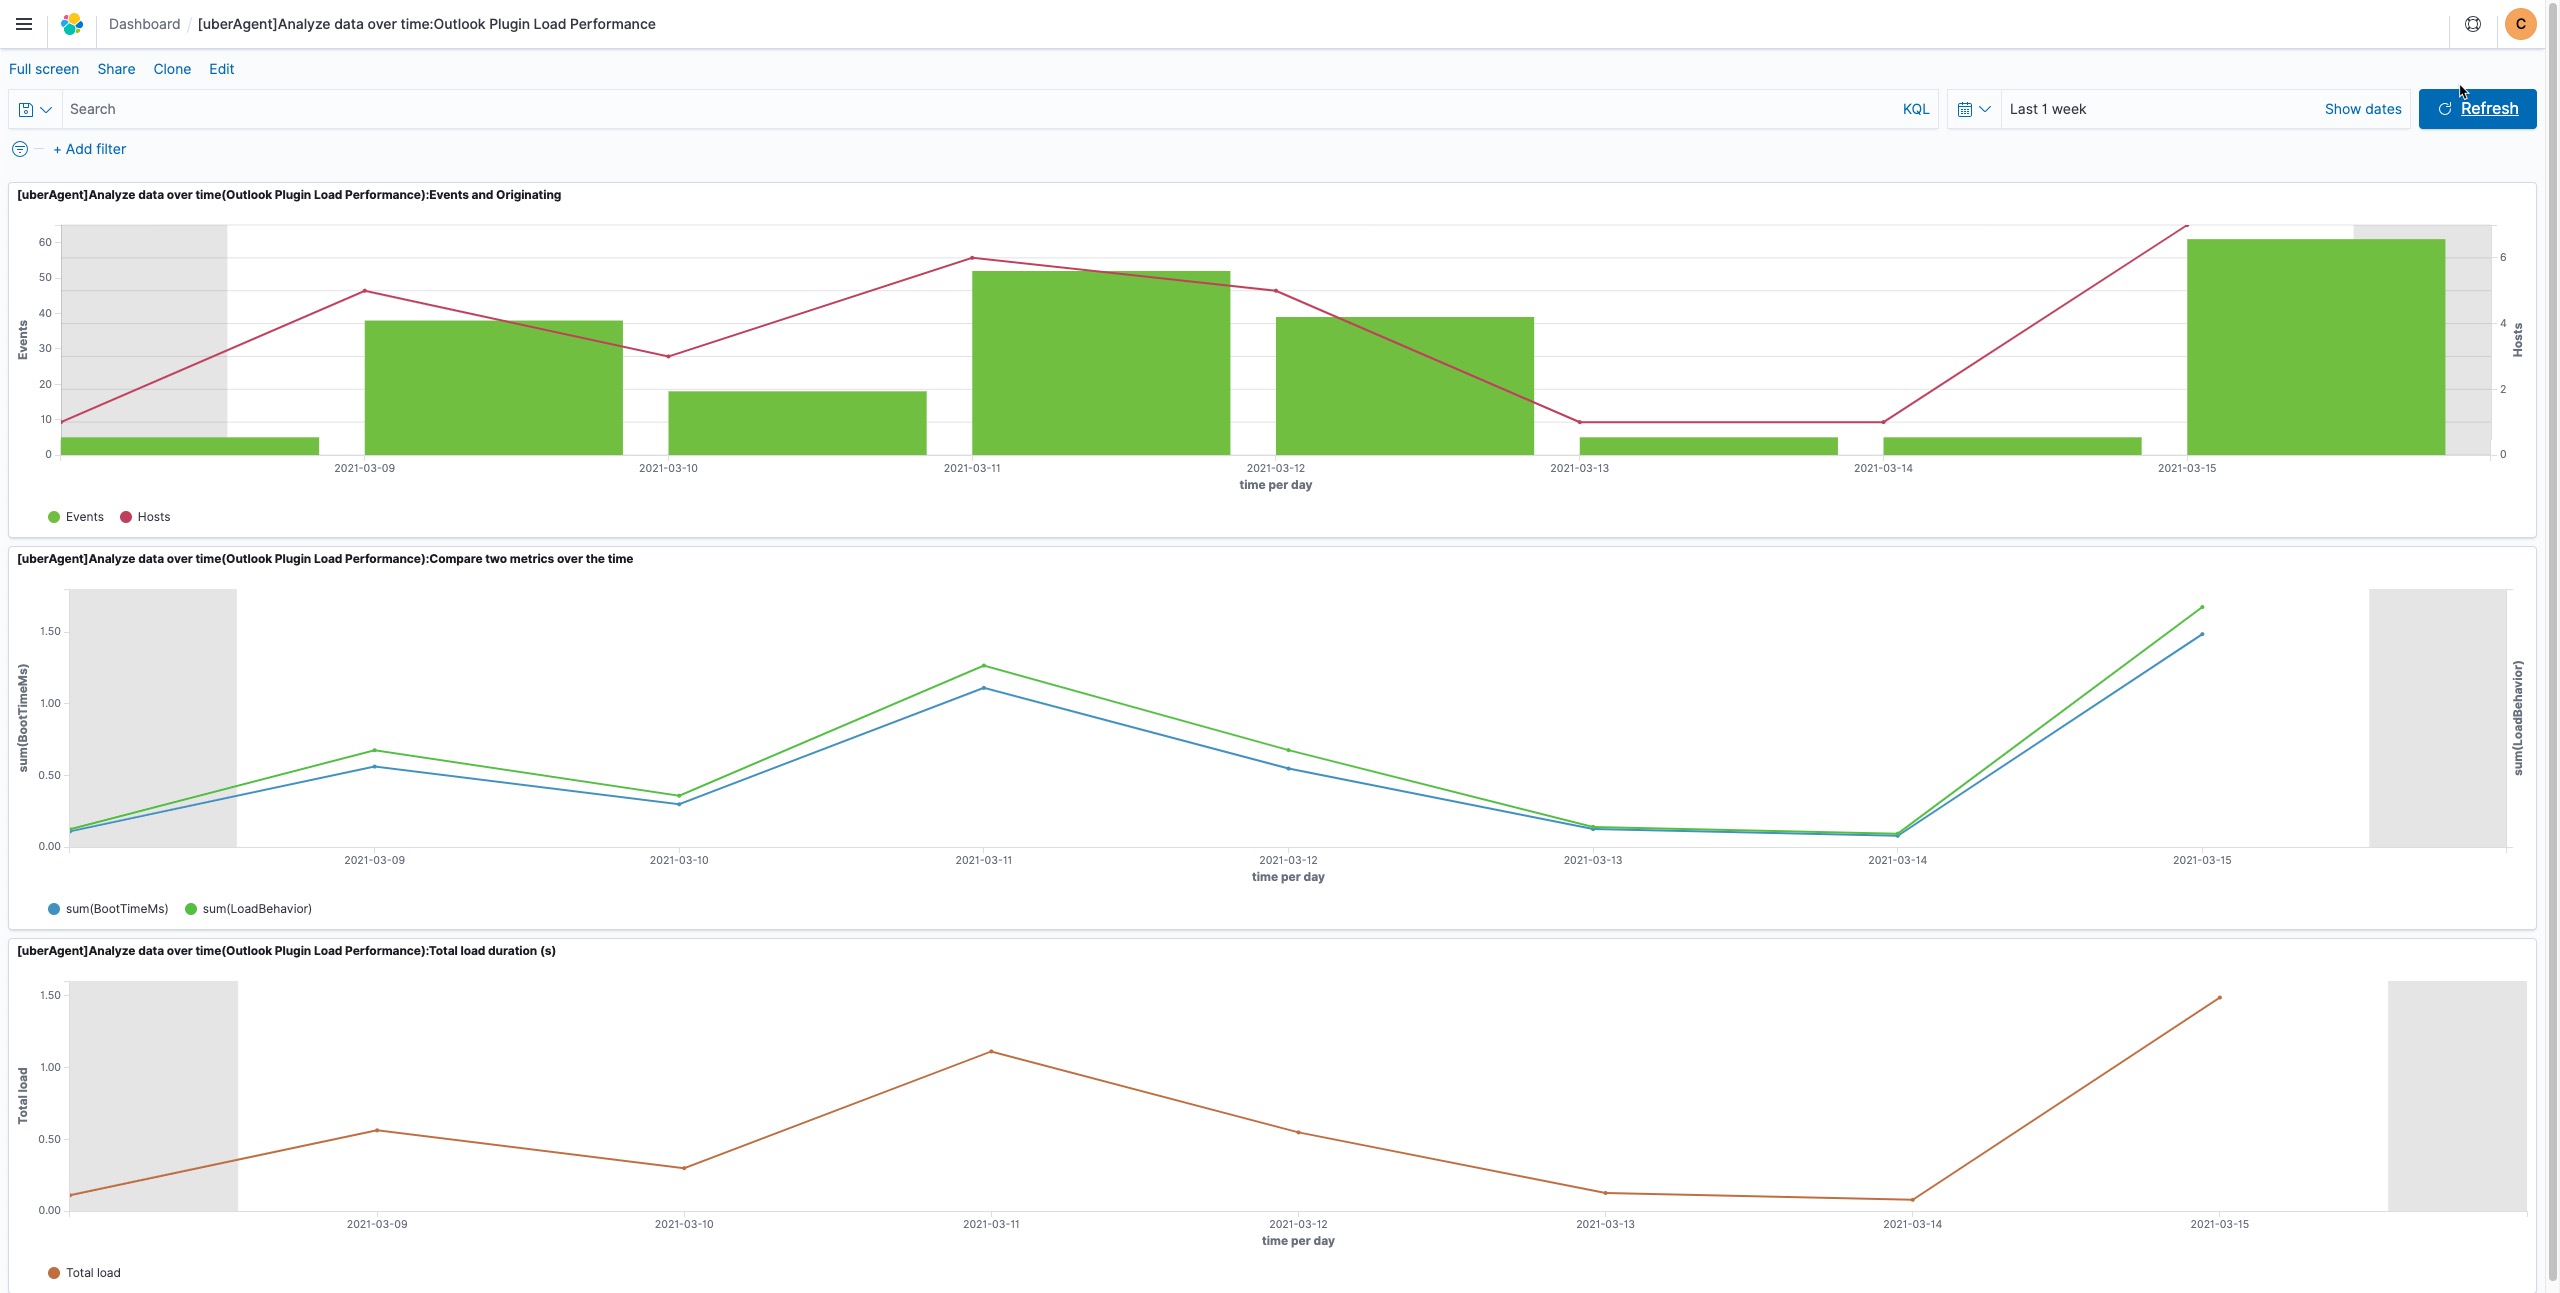 Dashboard / [uberAgent]Analyze data over time:Outlook Plugin Load Performance
C
Full screen Share Clone Edit
Search KQL Last 1 week Show dates Refresh
+ Add filter
[uberAgent]Analyze data over time(Outlook Plugin Load Performance):Events and Originating
60
50
40
30
20
10
0
Events
6
4
2
0
Hosts
2021-03-09 2021-03-10 2021-03-11 2021-03-12 2021-03-13 2021-03-14 2021-03-15
time per day
Events Hosts
[uberAgent]Analyze data over time(Outlook Plugin Load Performance):Compare two metrics over the time
1.50
1.00
0.50
0.00
sum(BootTimeMs)
sum(LoadBehavior)
2021-03-09 2021-03-10 2021-03-11 2021-03-12 2021-03-13 2021-03-14 2021-03-15
time per day
sum(BootTimeMs) sum(LoadBehavior)
[uberAgent]Analyze data over time(Outlook Plugin Load Performance):Total load duration (s)
1.50
1.00
0.50
0.00
Total load
2021-03-09 2021-03-10 2021-03-11 2021-03-12 2021-03-13 2021-03-14 2021-03-15
time per day
Total load